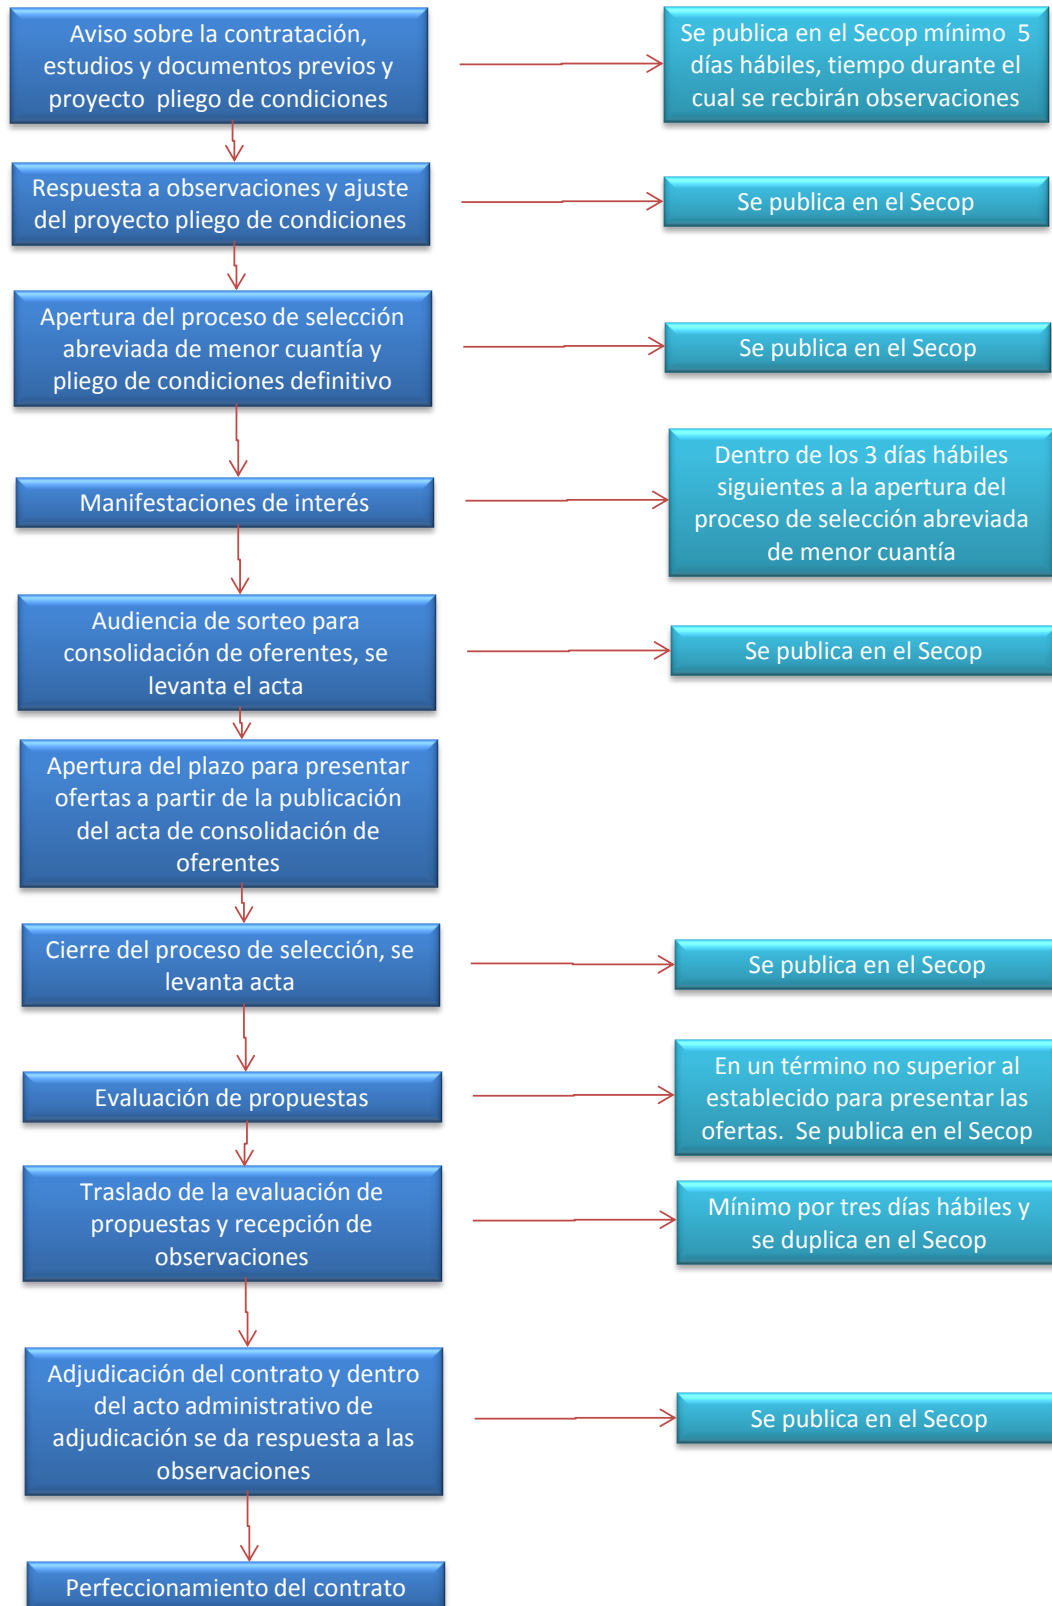 Aviso sobre la contratación,
estudios y documentos previos y
proyecto pliego de condiciones
Se publica en el Secop mínimo 5
días hábiles, tiempo durante el
cual se recbirán observaciones
Respuesta a observaciones y ajuste
del proyecto pliego de condiciones
Se publica en el Secop
Apertura del proceso de selección
abreviada de menor cuantía y
pliego de condiciones definitivo
Se publica en el Secop
Manifestaciones de interés
Dentro de los 3 días hábiles
siguientes a la apertura del
proceso de selección abreviada
de menor cuantía
Audiencia de sorteo para
consolidación de oferentes, se
levanta el acta
Se publica en el Secop
Apertura del plazo para presentar
ofertas a partir de la publicación
del acta de consolidación de
oferentes
Cierre del proceso de selección, se
levanta acta
Se publica en el Secop
Evaluación de propuestas
En un término no superior al
establecido para presentar las
ofertas. Se publica en el Secop
Traslado de la evaluación de
propuestas y recepción de
observaciones
Mínimo por tres días hábiles y
se duplica en el Secop
Adjudicación del contrato y dentro
del acto administrativo de
adjudicación se da respuesta a las
observaciones
Se publica en el Secop
Perfeccionamiento del contrato